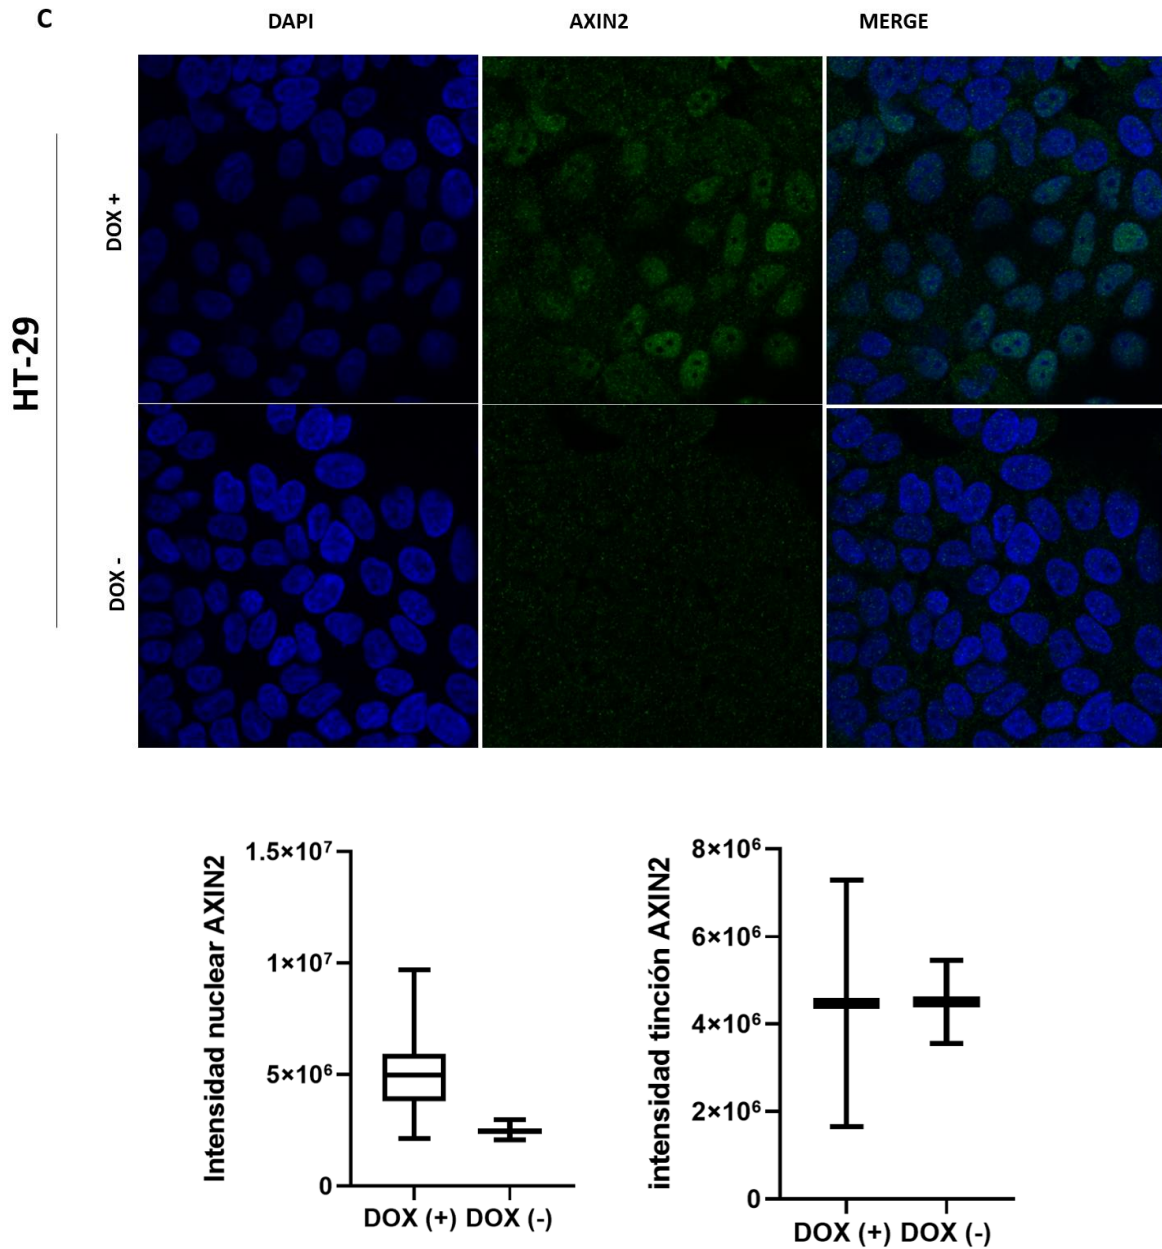 C
DAPI AXIN2 MERGE
HT-29
DOX +
DOX -
Intensidad nuclear AXIN2
1.5×10⁷
1×10⁷
5×10⁶
0
DOX (+) DOX (-)
intensidad tinción AXIN2
8×10⁶
6×10⁶
4×10⁶
2×10⁶
0
DOX (+) DOX (-)